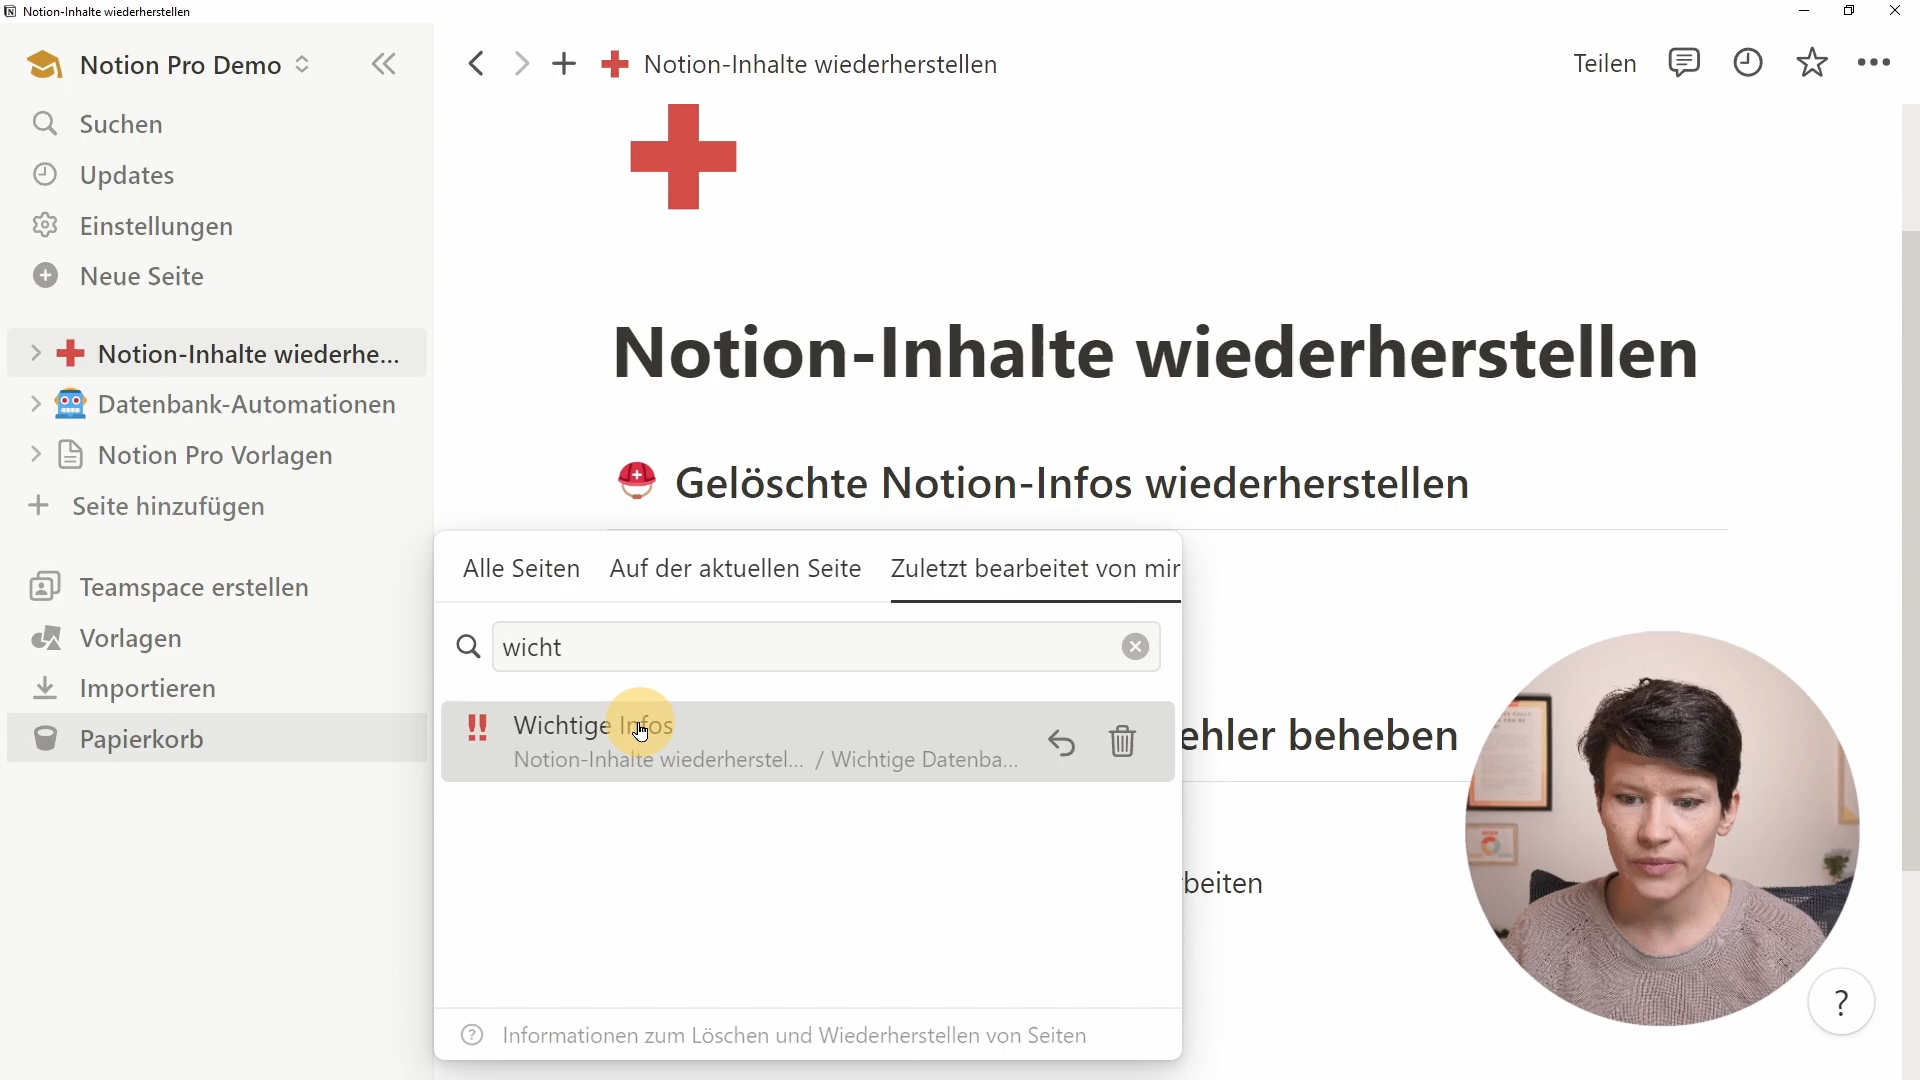 Notion-Inhalte wiederherstellen
Notion Pro Demo
Suchen
Updates
Einstellungen
Neue Seite
Notion-Inhalte wiederhe...
Datenbank-Automationen
Notion Pro Vorlagen
Seite hinzufügen
Teamspace erstellen
Vorlagen
Importieren
Papierkorb
Notion-Inhalte wiederherstellen
Teilen
Notion-Inhalte wiederherstellen
Gelöschte Notion-Infos wiederherstellen
Alle Seiten Auf der aktuellen Seite Zuletzt bearbeitet von mir
wicht
Wichtige Infos
Notion-Inhalte wiederherstel... / Wichtige Datenba...
ehler beheben
beiten
Informationen zum Löschen und Wiederherstellen von Seiten
?